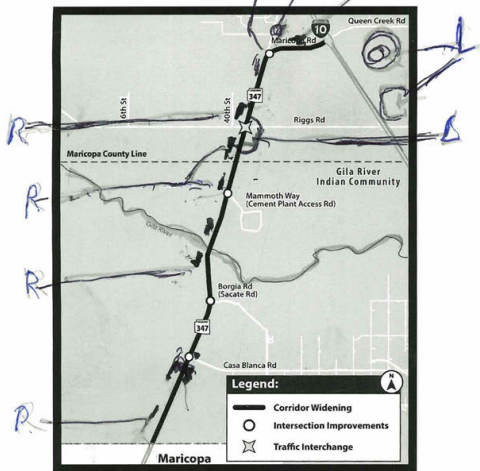 Queen Creek Rd
10
Maricopa Rd
L
347
6th St
40th St
R
Riggs Rd
B
Maricopa County Line
Gila River
Indian Community
R
Mammoth Way
(Cement Plant Access Rd)
Gila River
R
Borgia Rd
(Sacate Rd)
347
Casa Blanca Rd
Legend:
N
Corridor Widening
Intersection Improvements
Traffic Interchange
R
Maricopa